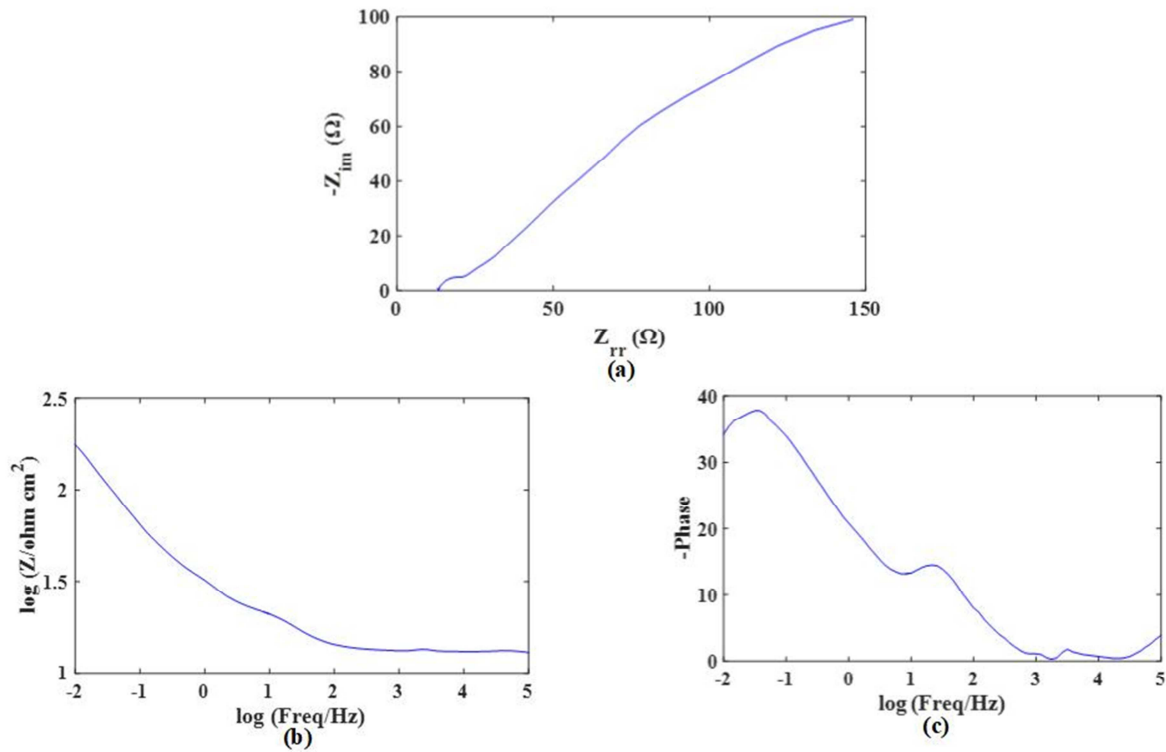 100
80
60
40
20
0
-Z_im (Ω)
0 50 100 150
Z_rr (Ω)
(a)
2.5
2
1.5
1
log (Z/ohm cm²)
-2 -1 0 1 2 3 4 5
log (Freq/Hz)
(b)
40
30
20
10
0
-Phase
-2 -1 0 1 2 3 4 5
log (Freq/Hz)
(c)